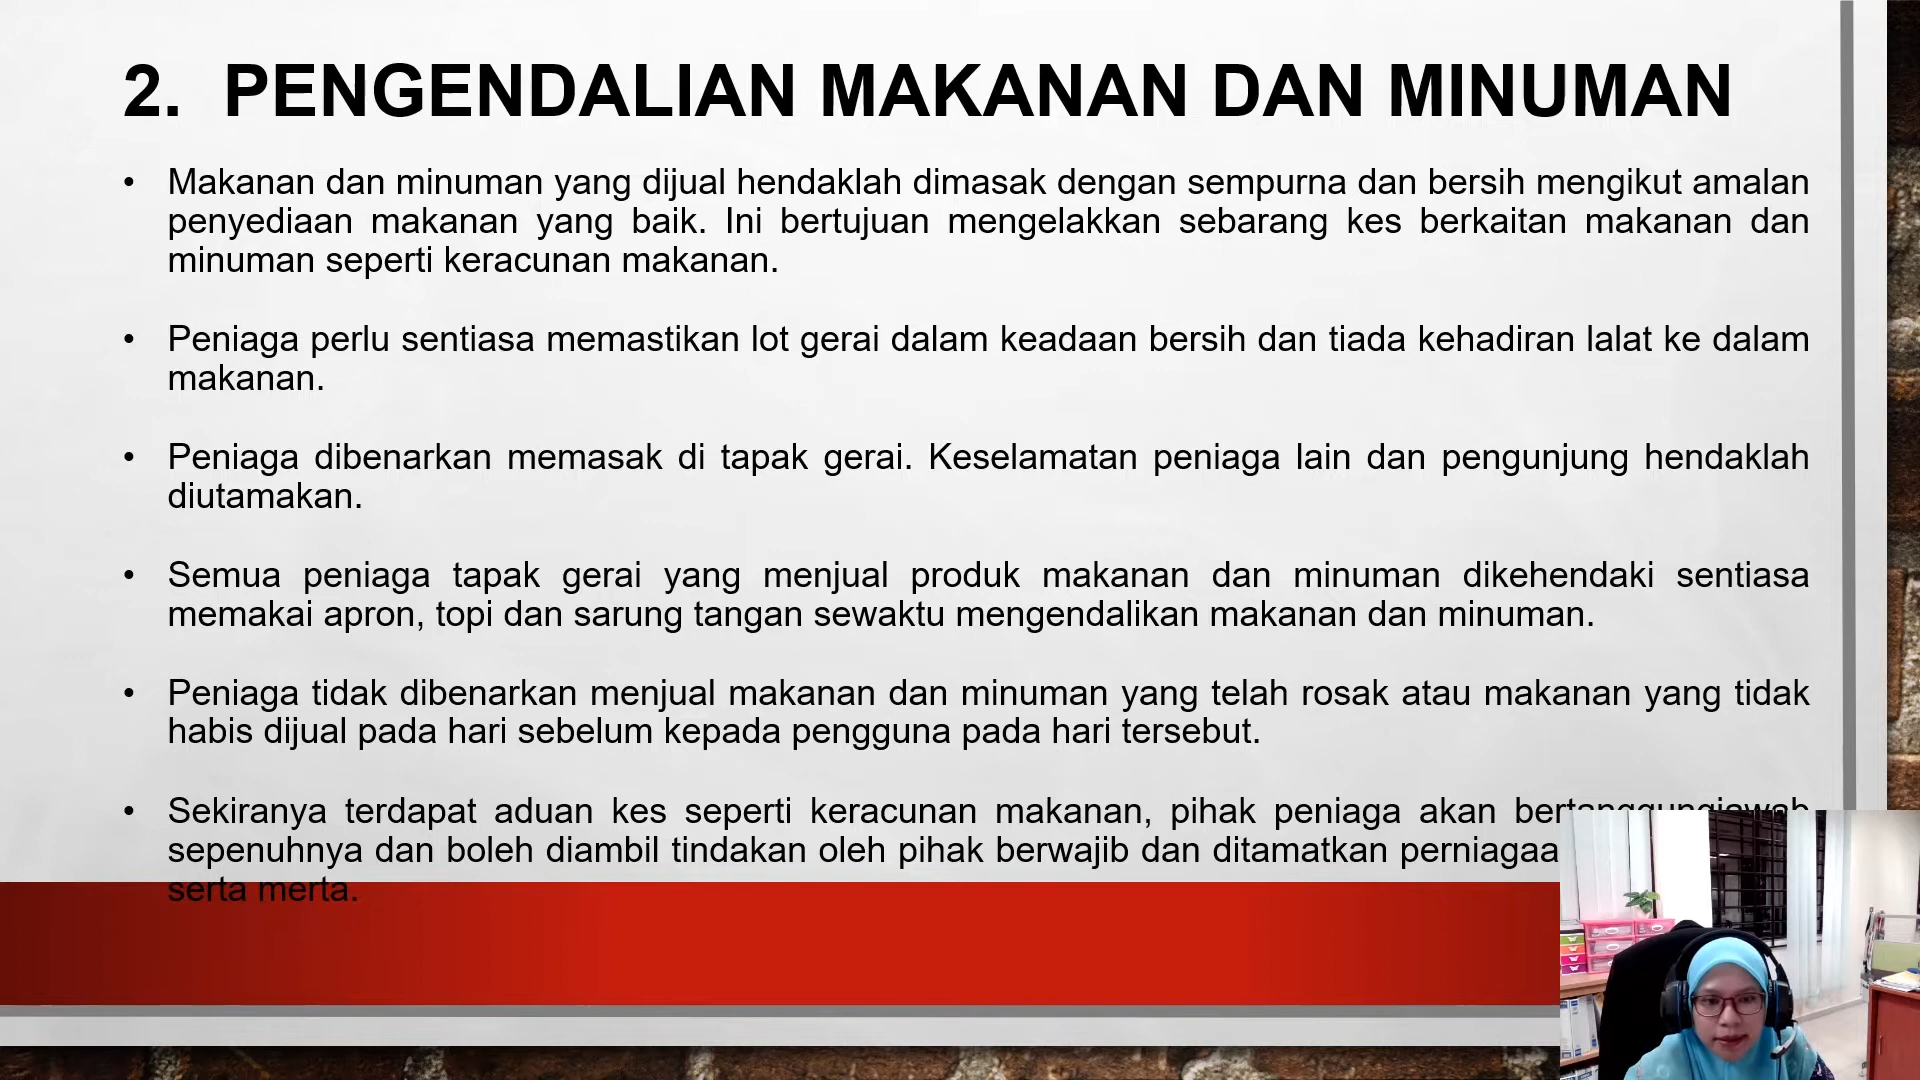 2. PENGENDALIAN MAKANAN DAN MINUMAN
• Makanan dan minuman yang dijual hendaklah dimasak dengan sempurna dan bersih mengikut amalan
penyediaan makanan yang baik. Ini bertujuan mengelakkan sebarang kes berkaitan makanan dan
minuman seperti keracunan makanan.
• Peniaga perlu sentiasa memastikan lot gerai dalam keadaan bersih dan tiada kehadiran lalat ke dalam
makanan.
• Peniaga dibenarkan memasak di tapak gerai. Keselamatan peniaga lain dan pengunjung hendaklah
diutamakan.
• Semua peniaga tapak gerai yang menjual produk makanan dan minuman dikehendaki sentiasa
memakai apron, topi dan sarung tangan sewaktu mengendalikan makanan dan minuman.
• Peniaga tidak dibenarkan menjual makanan dan minuman yang telah rosak atau makanan yang tidak
habis dijual pada hari sebelum kepada pengguna pada hari tersebut.
• Sekiranya terdapat aduan kes seperti keracunan makanan, pihak peniaga akan bertanggungjawab
sepenuhnya dan boleh diambil tindakan oleh pihak berwajib dan ditamatkan perniagaa
serta merta.